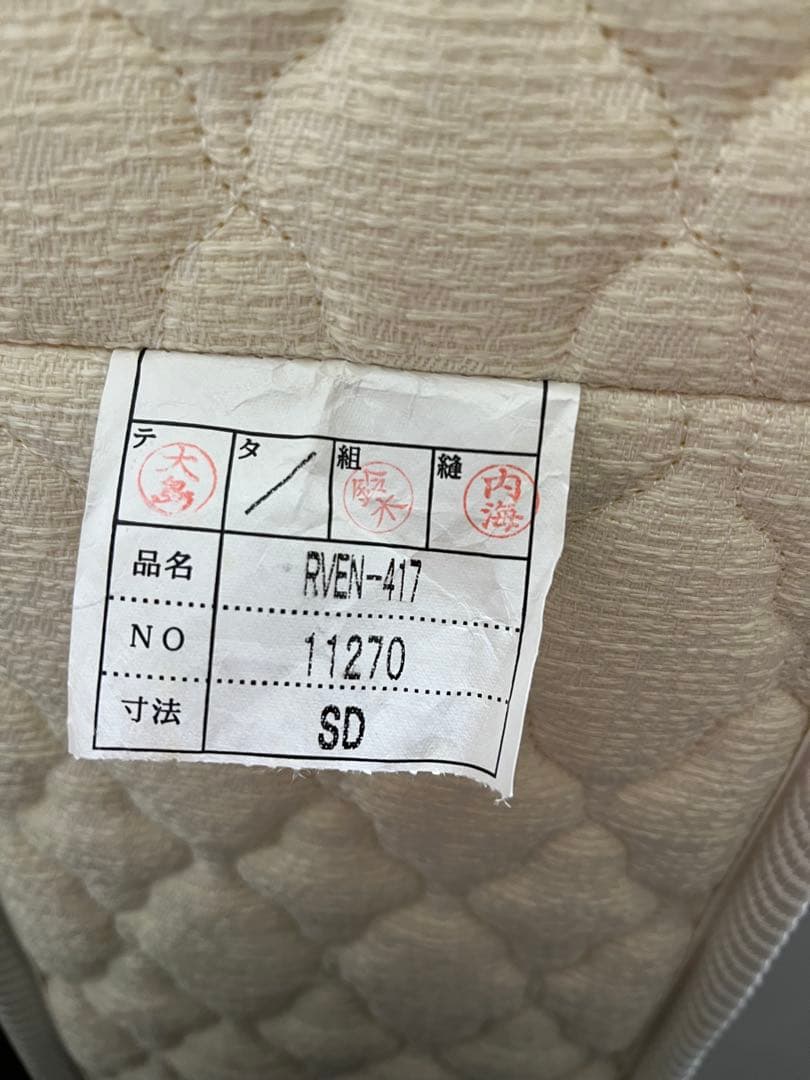 テ 大島 タ 組 縫 内海
品名 RVEN-417
NO 11270
寸法 SD